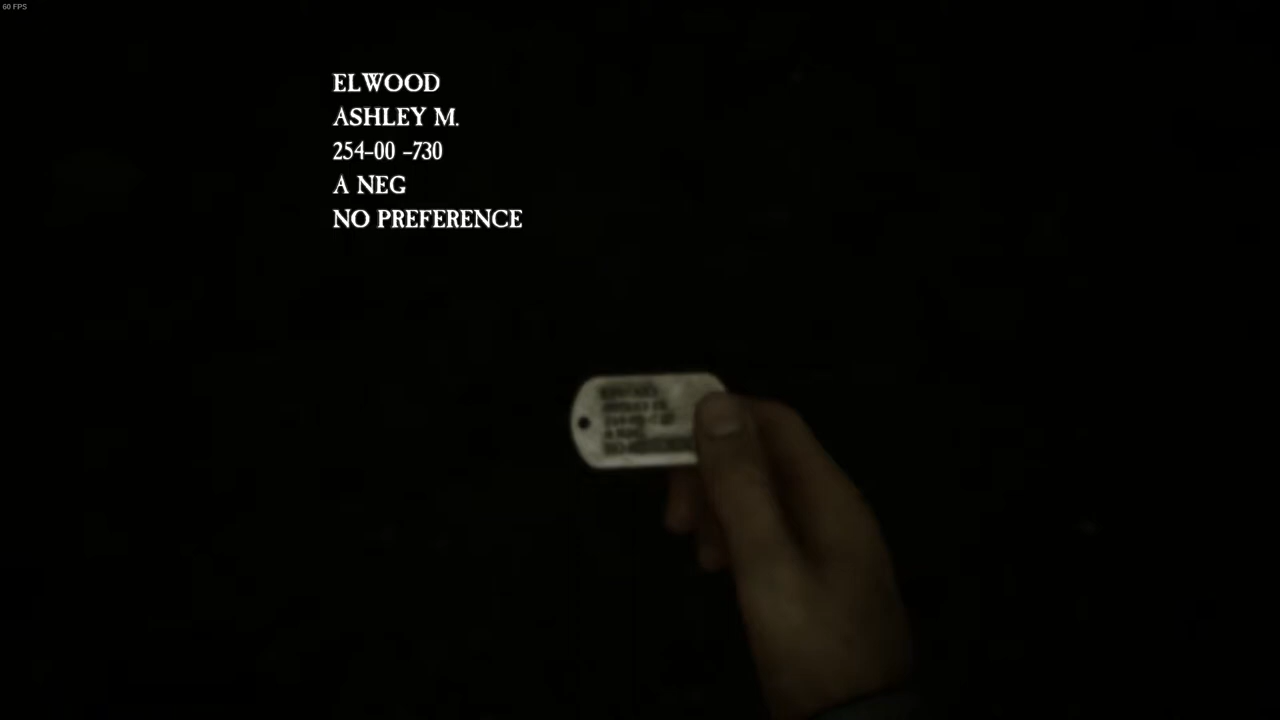 60 FPS
ELWOOD
ASHLEY M.
254-00 -730
A NEG
NO PREFERENCE